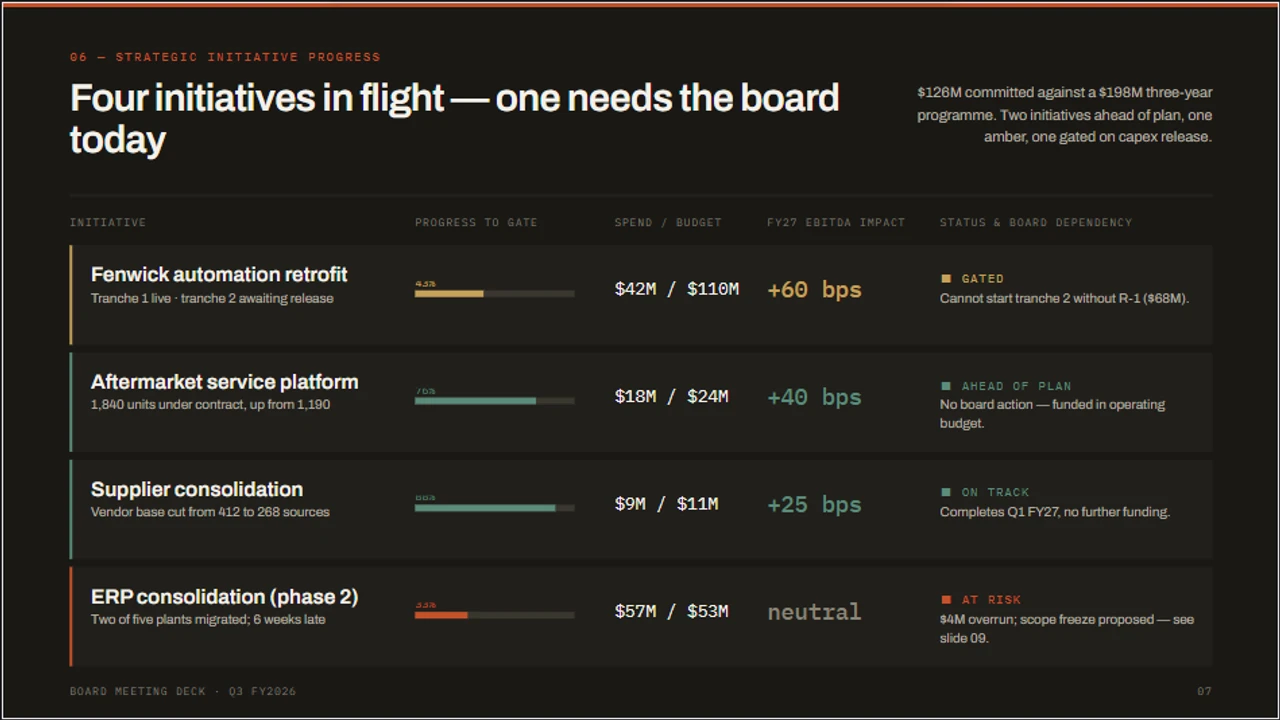 06 — STRATEGIC INITIATIVE PROGRESS
Four initiatives in flight — one needs the board
today
$126M committed against a $198M three-year
programme. Two initiatives ahead of plan, one
amber, one gated on capex release.
INITIATIVE
PROGRESS TO GATE
SPEND / BUDGET
FY27 EBITDA IMPACT
STATUS & BOARD DEPENDENCY
Fenwick automation retrofit
Tranche 1 live · tranche 2 awaiting release
43%
$42M / $110M
+60 bps
GATED
Cannot start tranche 2 without R-1 ($68M).
Aftermarket service platform
1,840 units under contract, up from 1,190
76%
$18M / $24M
+40 bps
AHEAD OF PLAN
No board action — funded in operating
budget.
Supplier consolidation
Vendor base cut from 412 to 268 sources
$9M / $11M
+25 bps
ON TRACK
Completes Q1 FY27, no further funding.
ERP consolidation (phase 2)
Two of five plants migrated; 6 weeks late
33%
$57M / $53M
neutral
AT RISK
$4M overrun; scope freeze proposed — see
slide 09.
BOARD MEETING DECK · Q3 FY2026
07